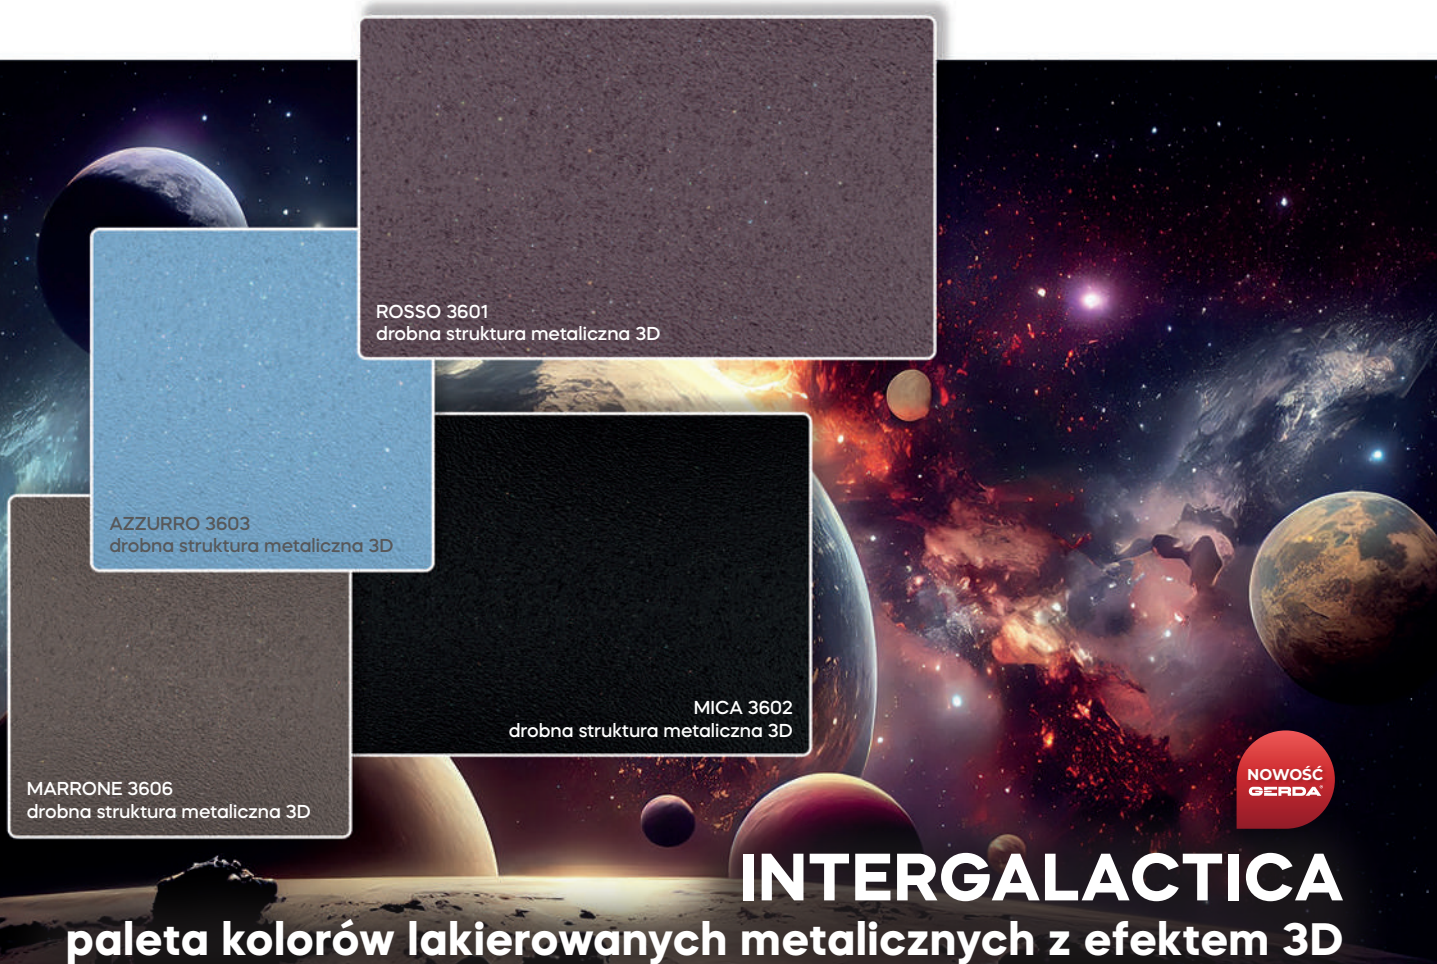 ROSSO 3601
drobna struktura metaliczna 3D
AZZURRO 3603
drobna struktura metaliczna 3D
MICA 3602
drobna struktura metaliczna 3D
MARRONE 3606
drobna struktura metaliczna 3D
NOWOŚĆ
GERDA®
INTERGALACTICA
paleta kolorów lakierowanych metalicznych z efektem 3D